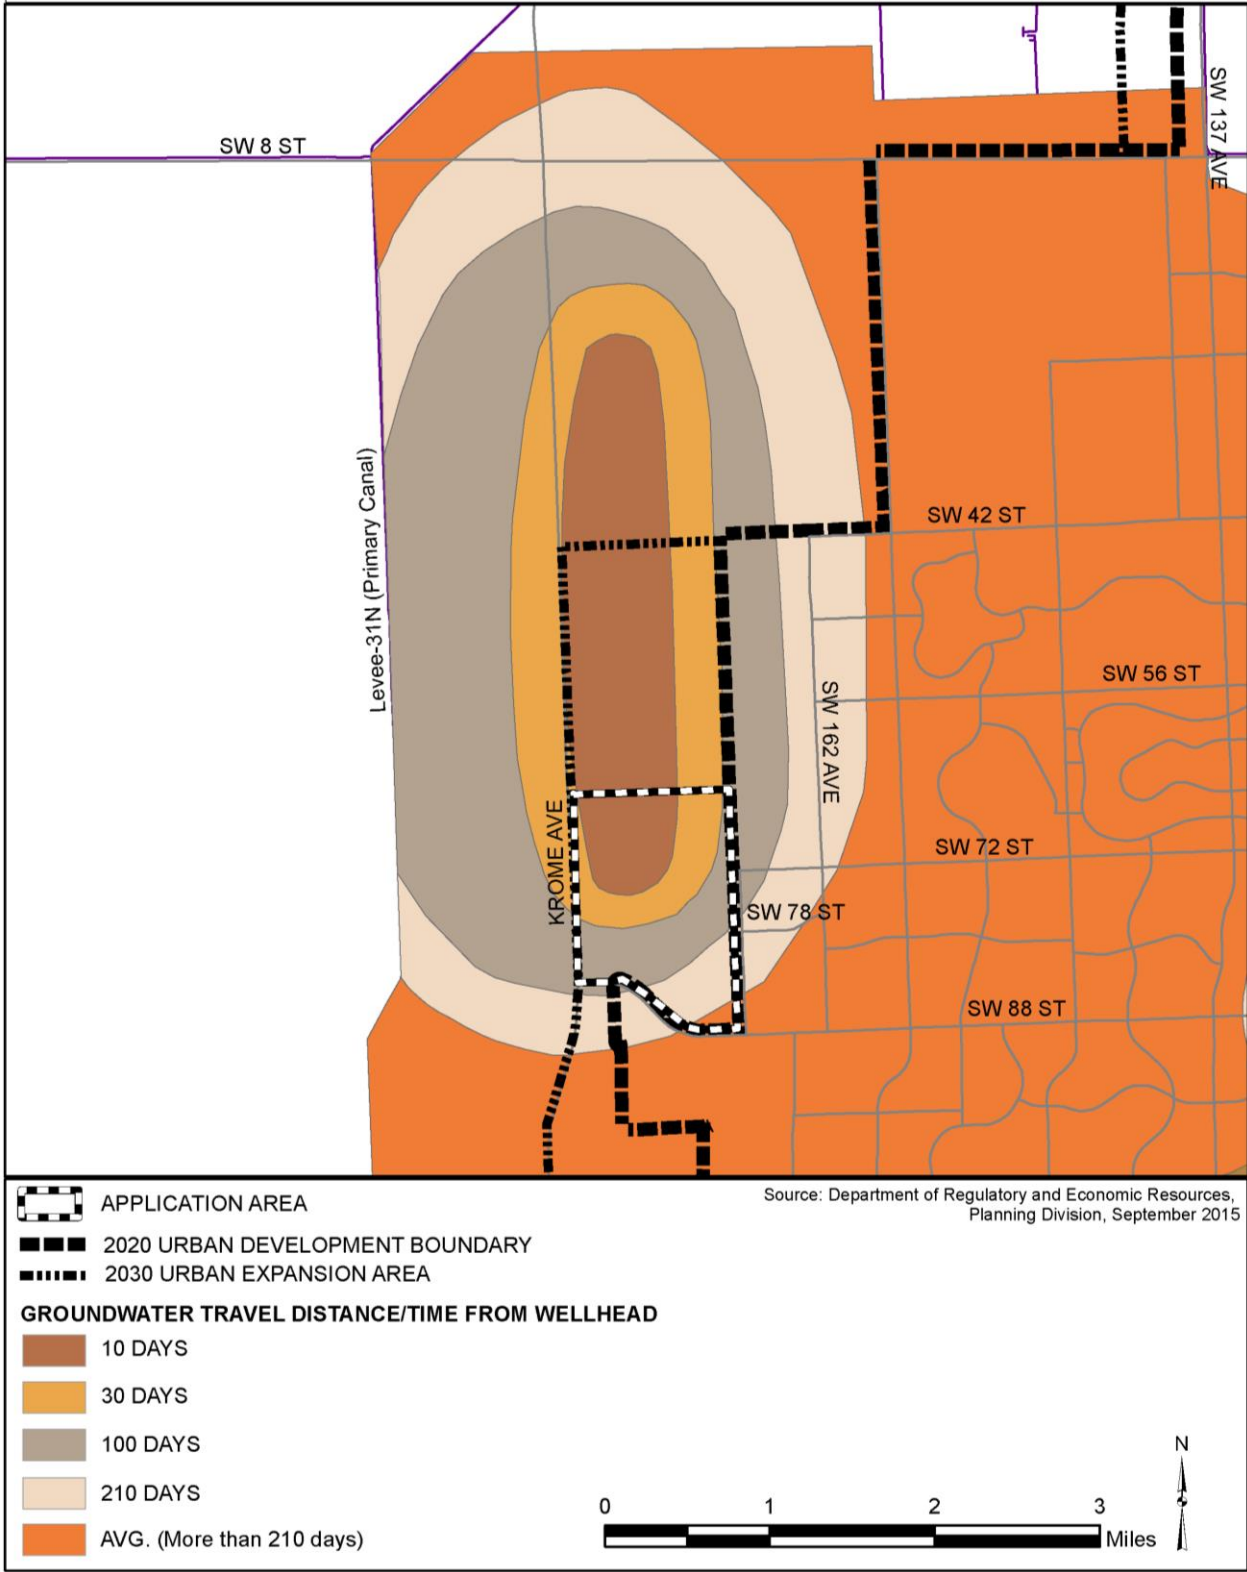 SW 8 ST
SW 137 AVE
Levee-31N (Primary Canal)
SW 42 ST
SW 56 ST
SW 162 AVE
KROME AVE
SW 72 ST
SW 78 ST
SW 88 ST
APPLICATION AREA
2020 URBAN DEVELOPMENT BOUNDARY
2030 URBAN EXPANSION AREA
Source: Department of Regulatory and Economic Resources,
Planning Division, September 2015
GROUNDWATER TRAVEL DISTANCE/TIME FROM WELLHEAD
10 DAYS
30 DAYS
100 DAYS
210 DAYS
AVG. (More than 210 days)
N
0 1 2 3
Miles